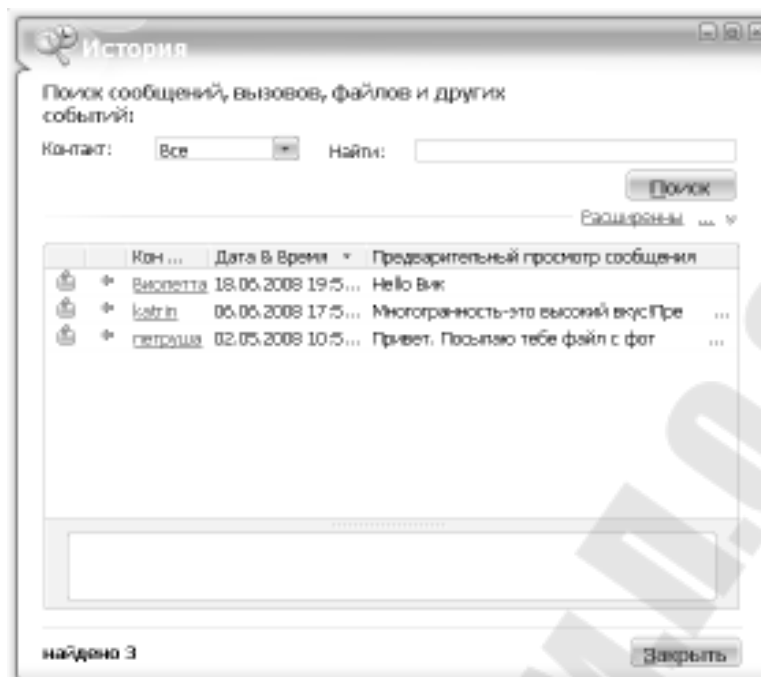 История
Поиск сообщений, вызовов, файлов и других
событий:
Контакт: Все Найти:
Поиск
Расширенны ...
Кон ... Дата & Время Предварительный просмотр сообщения
Виолетта 18.06.2008 19:5... Hello Вик
katrin 06.06.2008 17:5... Многогранность-это высокий вкус!Пре ...
петруша 02.05.2008 10:5... Привет. Посылаю тебе файл с фот ...
найдено 3
Закрыть